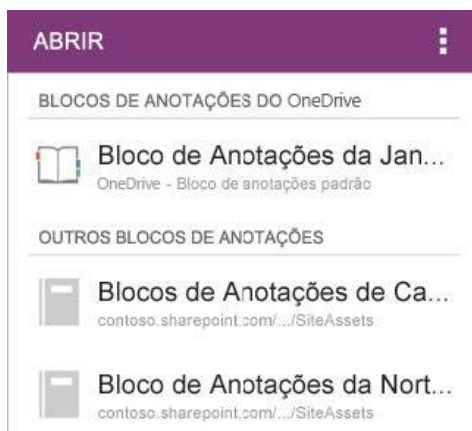 ABRIR
BLOCOS DE ANOTAÇÕES DO OneDrive
Bloco de Anotações da Jan...
OneDrive - Bloco de anotações padrão
OUTROS BLOCOS DE ANOTAÇÕES
Blocos de Anotações de Ca...
contoso.sharepoint.com/.../SiteAssets
Bloco de Anotações da Nort...
contoso.sharepoint.com/.../SiteAssets